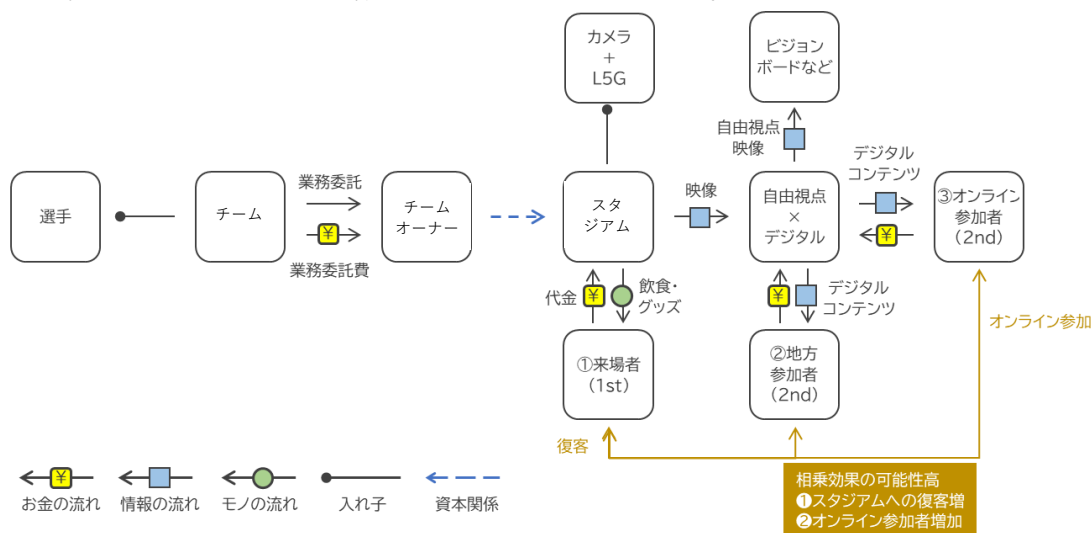 カメラ
+
L5G
ビジョン
ボードなど
自由視点
映像
デジタル
コンテンツ
選手
チーム
業務委託
¥
業務委託費
チーム
オーナー
スタ
ジアム
映像
自由視点
×
デジタル
¥
③オンライン
参加者
(2nd)
代金
¥
飲食・
グッズ
¥
デジタル
コンテンツ
①来場者
(1st)
②地方
参加者
(2nd)
オンライン参加
復客
¥
お金の流れ
情報の流れ
モノの流れ
入れ子
資本関係
相乗効果の可能性高
❶スタジアムへの復客増
❷オンライン参加者増加